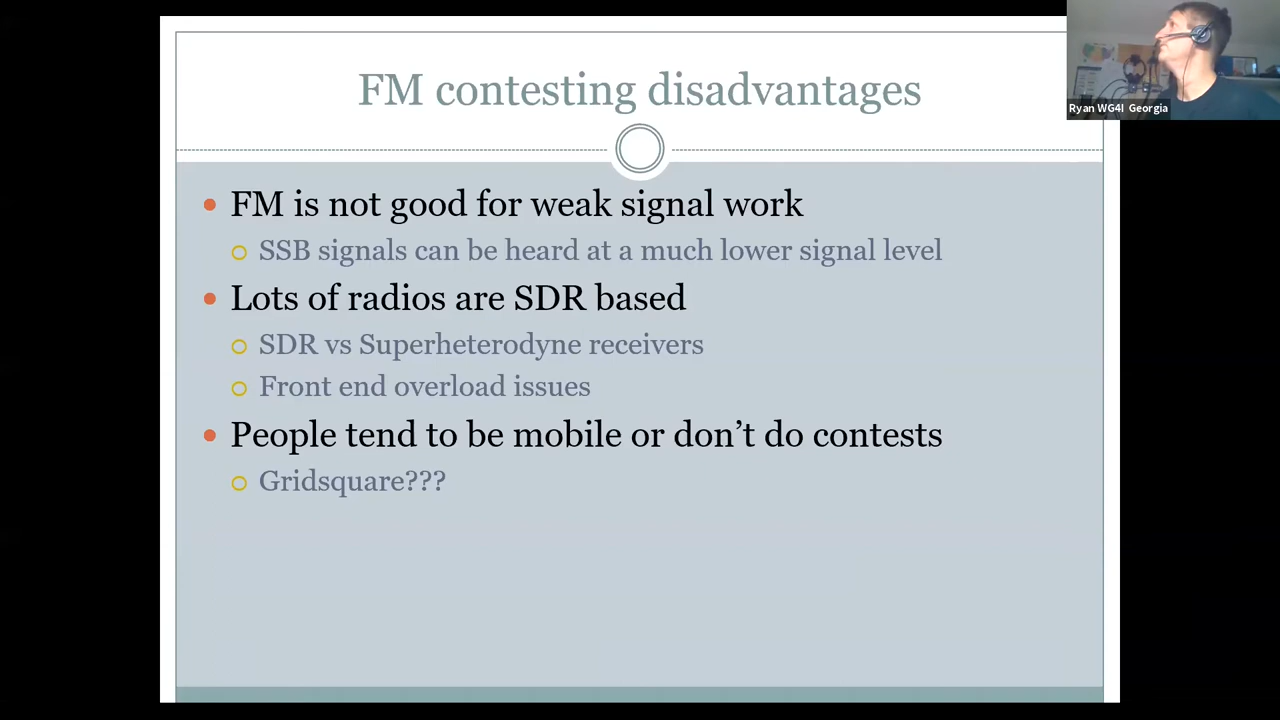 FM contesting disadvantages
Ryan WG4I Georgia
FM is not good for weak signal work
SSB signals can be heard at a much lower signal level
Lots of radios are SDR based
SDR vs Superheterodyne receivers
Front end overload issues
People tend to be mobile or don’t do contests
Gridsquare???